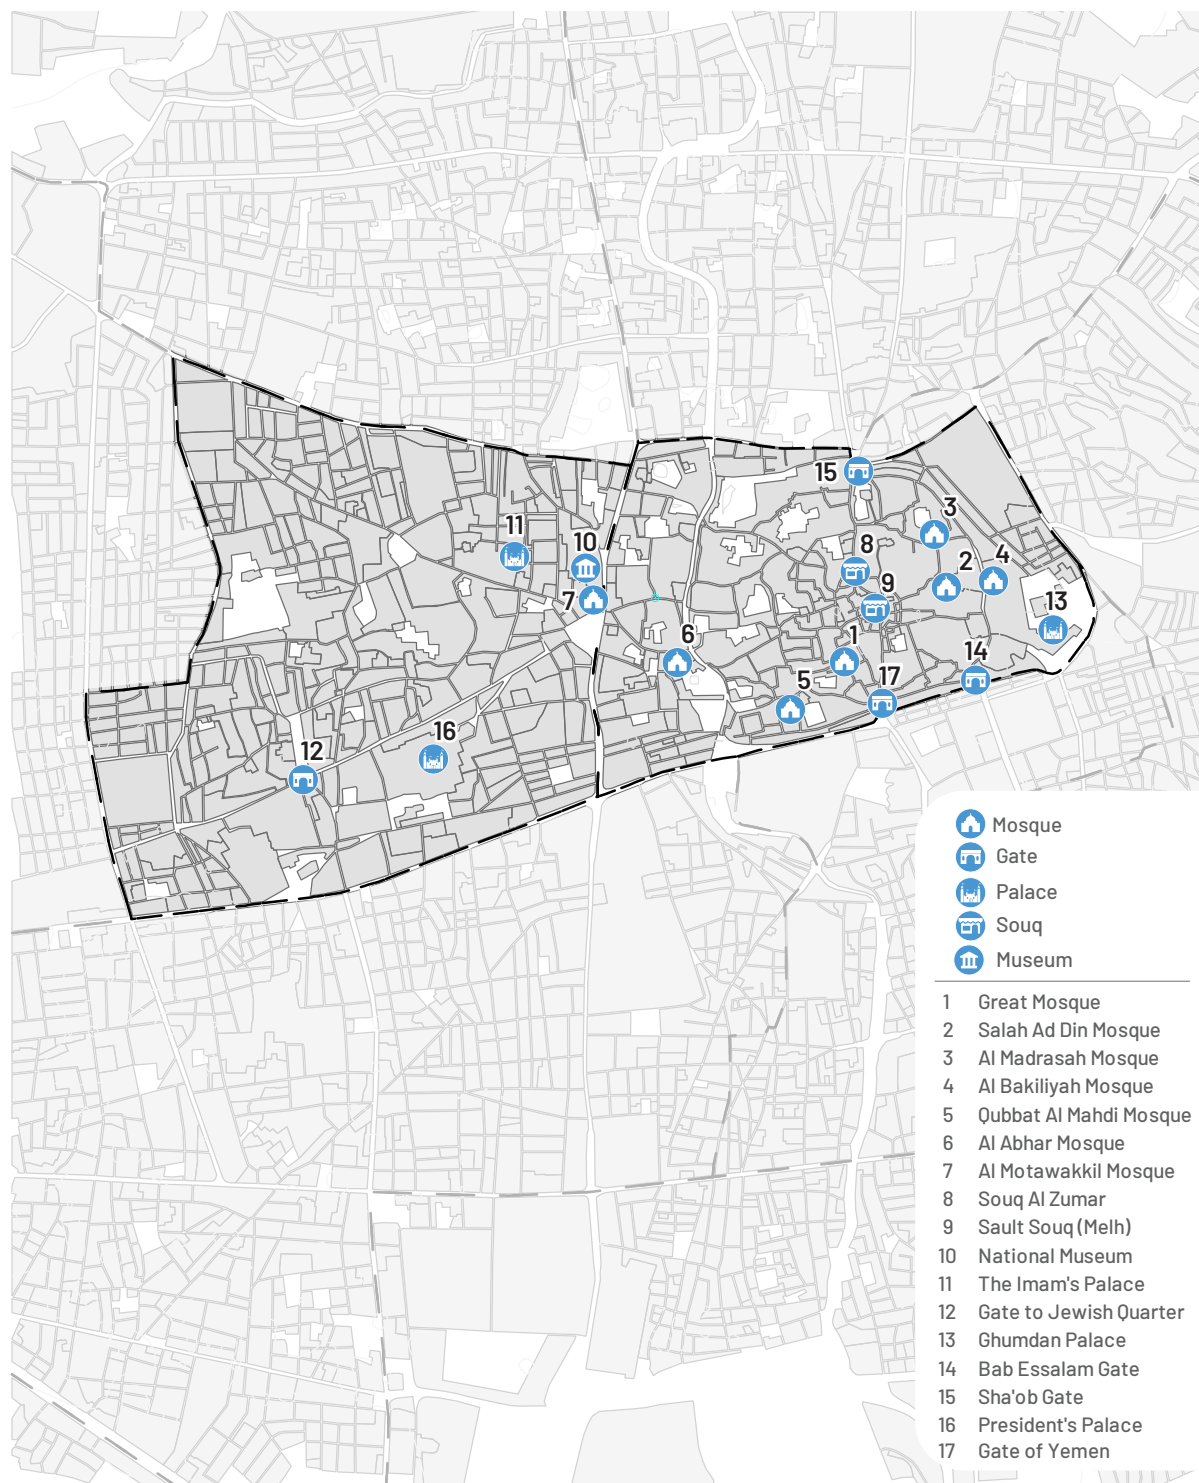 15
3
11
10
8
2
4
9
7
13
6
1
14
5
17
16
12
Mosque
Gate
Palace
Souq
Museum
1 Great Mosque
2 Salah Ad Din Mosque
3 Al Madrasah Mosque
4 Al Bakiliyah Mosque
5 Qubbat Al Mahdi Mosque
6 Al Abhar Mosque
7 Al Motawakkil Mosque
8 Souq Al Zumar
9 Sault Souq (Melh)
10 National Museum
11 The Imam's Palace
12 Gate to Jewish Quarter
13 Ghumdan Palace
14 Bab Essalam Gate
15 Sha'ob Gate
16 President's Palace
17 Gate of Yemen